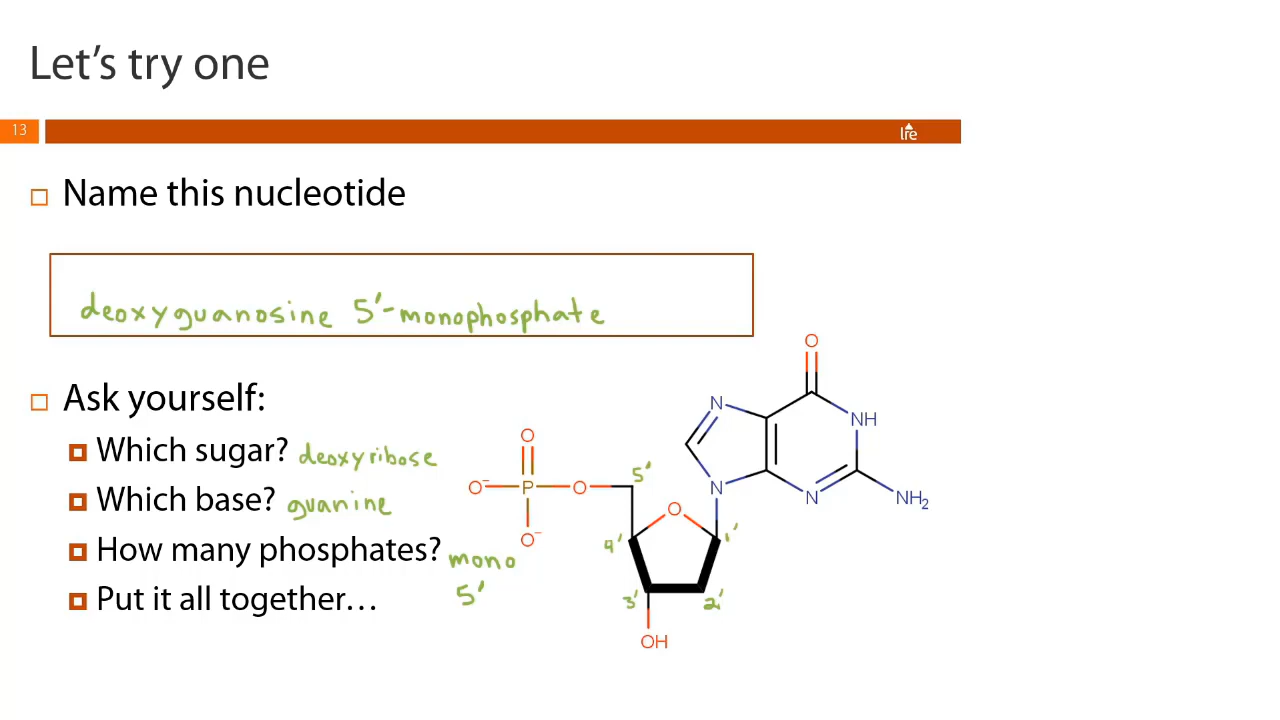 Let's try one
13
lre
Name this nucleotide
deoxyguanosine 5'-monophosphate
Ask yourself:
Which sugar? deoxyribose
Which base? guanine
How many phosphates? mono
Put it all together… 5'
O
N
NH
O
5'
O⁻
P
O
N
N
NH₂
O
O⁻
4'
1'
3'
2'
OH